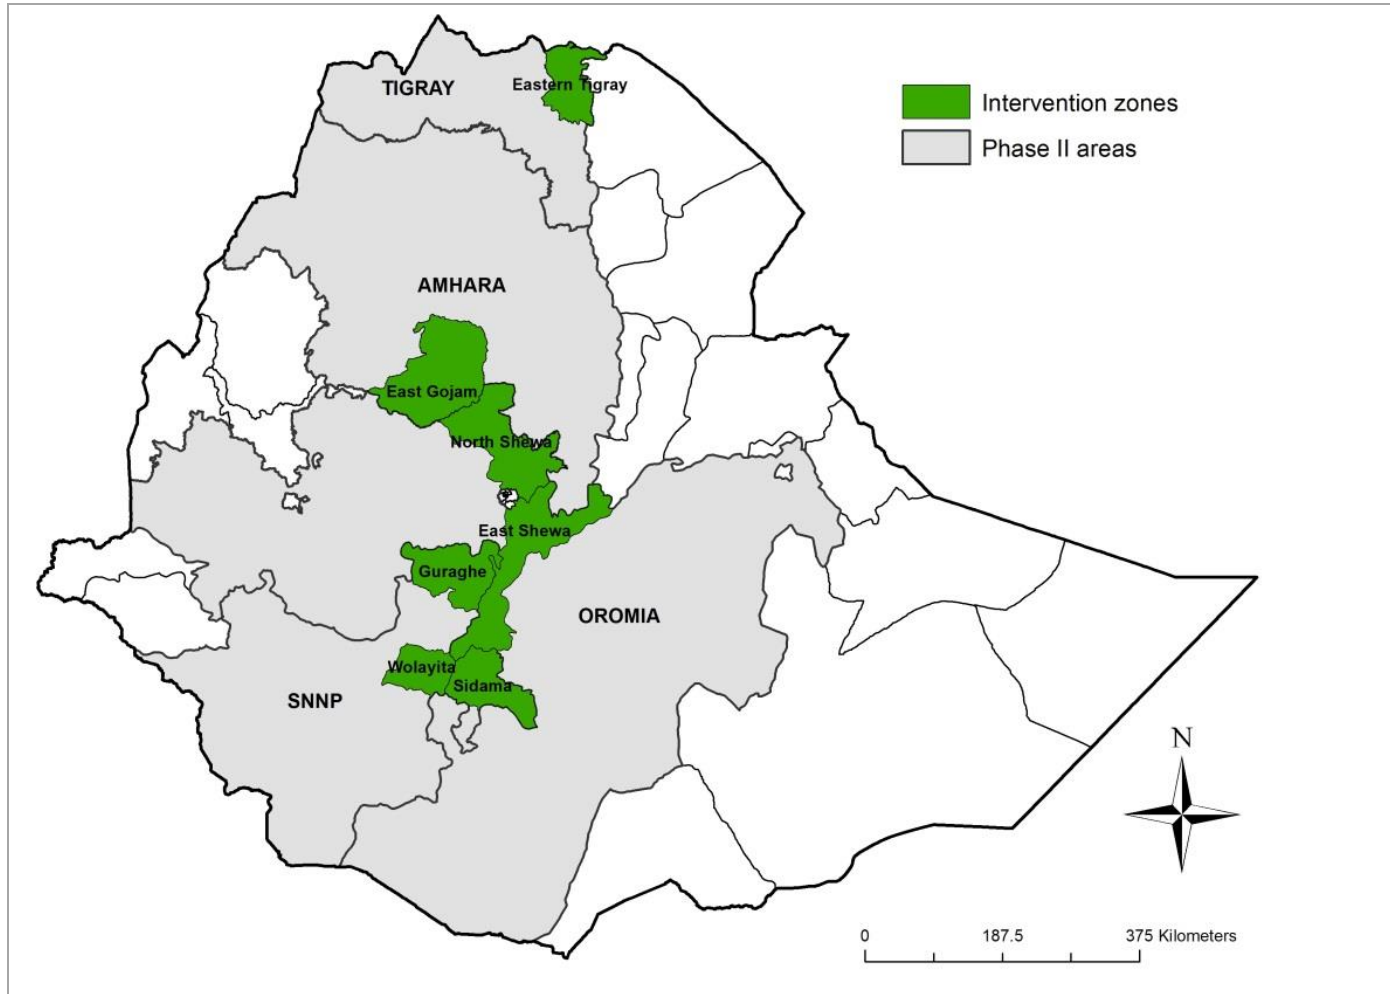 TIGRAY
Eastern Tigray
Intervention zones
Phase II areas
AMHARA
East Gojam
North Shewa
East Shewa
Guraghe
OROMIA
Wolayita
Sidama
SNNP
N
0 187.5 375 Kilometers